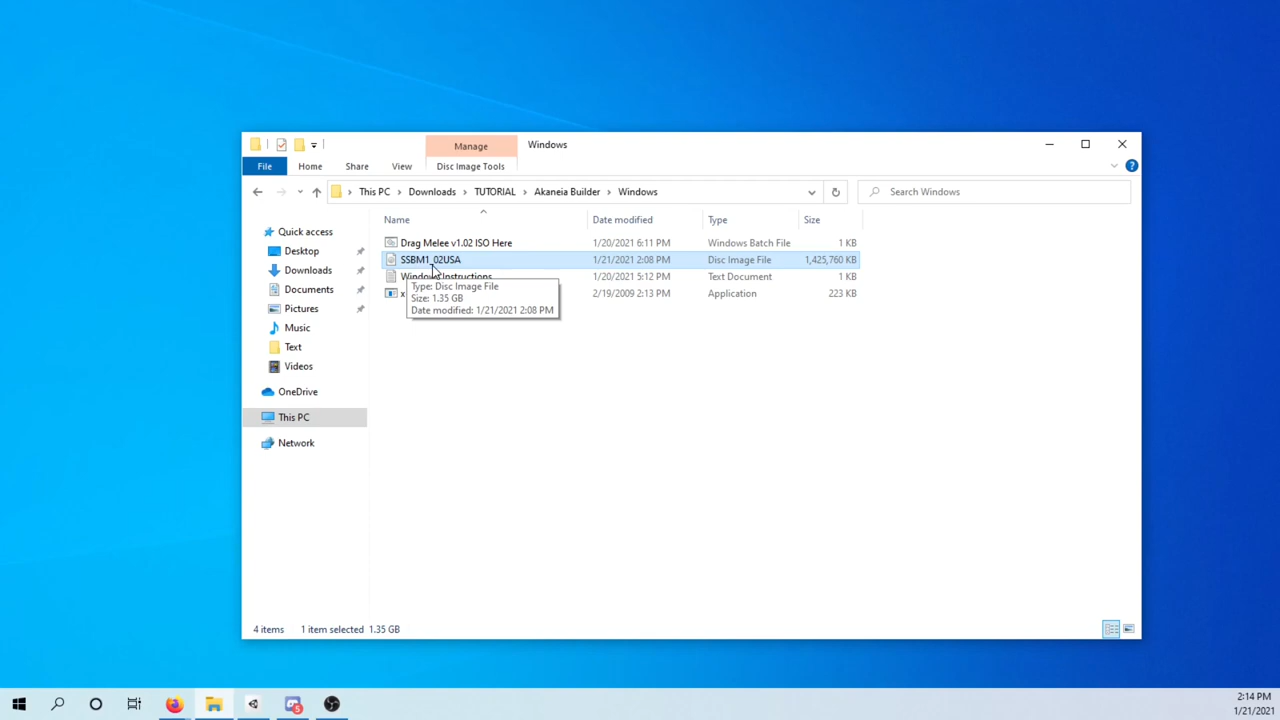 Manage
Windows
File
Home
Share
View
Disc Image Tools
This PC > Downloads > TUTORIAL > Akaneia Builder > Windows
Search Windows
Name
Date modified
Type
Size
Quick access
Desktop
Downloads
Documents
Pictures
Music
Text
Videos
OneDrive
This PC
Network
Drag Melee v1.02 ISO Here 1/20/2021 6:11 PM Windows Batch File 1 KB
SSBM1_02USA 1/21/2021 2:08 PM Disc Image File 1,425,760 KB
Windows Instructions 1/20/2021 5:12 PM Text Document 1 KB
x 2/19/2009 2:13 PM Application 223 KB
Type: Disc Image File
Size: 1.35 GB
Date modified: 1/21/2021 2:08 PM
4 items 1 item selected 1.35 GB
5
2:14 PM
1/21/2021